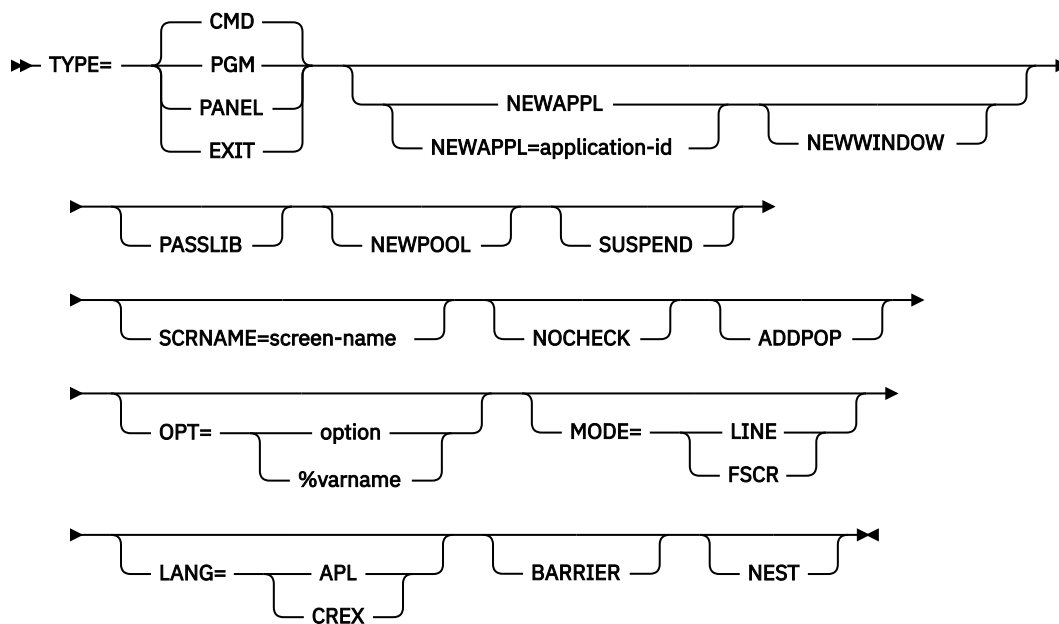 CMD
TYPE= PGM
PANEL NEWAPPL
EXIT NEWAPPL=application-id NEWWINDOW
PASSLIB NEWPOOL SUSPEND
SCRNAME=screen-name NOCHECK ADDPOP
OPT= option MODE= LINE
%varname FSCR
LANG= APL BARRIER NEST
CREX